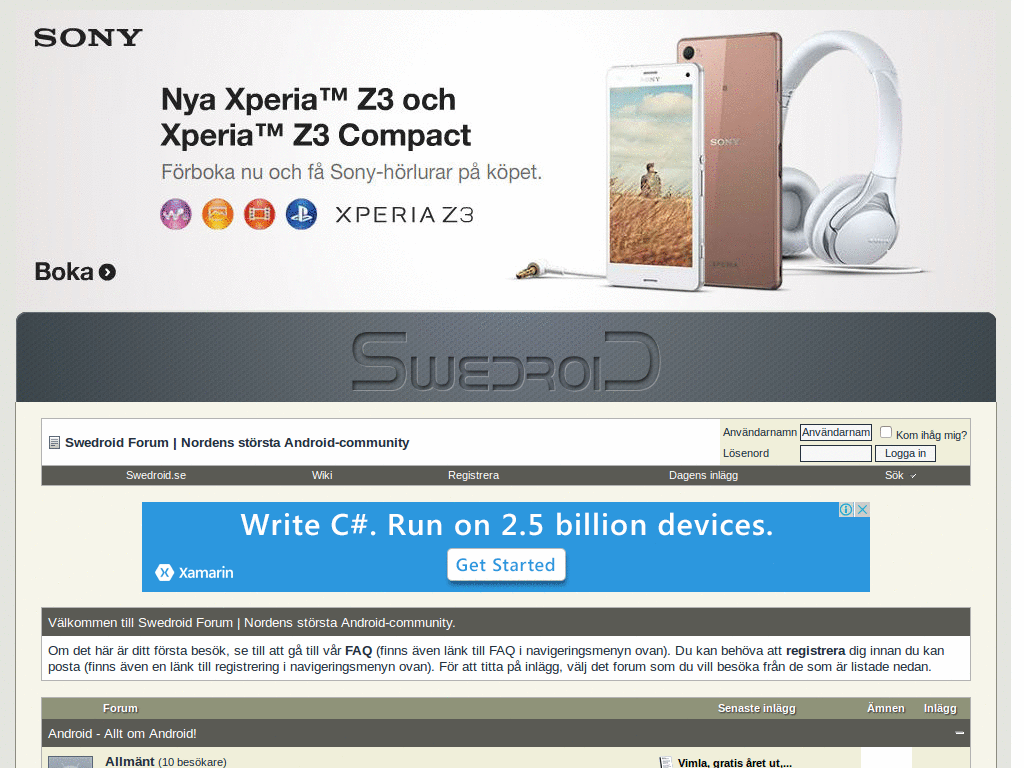 SONY
Nya Xperia™ Z3 och
Xperia™ Z3 Compact
Förboka nu och få Sony-hörlurar på köpet.
XPERIA Z3
Boka
SONY
SONY
XPERIA
SWEDROID
Swedroid Forum | Nordens största Android-community
Användarnamn Användarnam Kom ihåg mig?
Lösenord Logga in
Swedroid.se Wiki Registrera Dagens inlägg Sök
Write C#. Run on 2.5 billion devices.
Get Started
Xamarin
Välkommen till Swedroid Forum | Nordens största Android-community.
Om det här är ditt första besök, se till att gå till vår FAQ (finns även länk till FAQ i navigeringsmenyn ovan). Du kan behöva att registrera dig innan du kan
posta (finns även en länk till registrering i navigeringsmenyn ovan). För att titta på inlägg, välj det forum som du vill besöka från de som är listade nedan.
Forum Senaste inlägg Ämnen Inlägg
Android - Allt om Android!
Allmänt (10 besökare) Vimla, gratis året ut,...